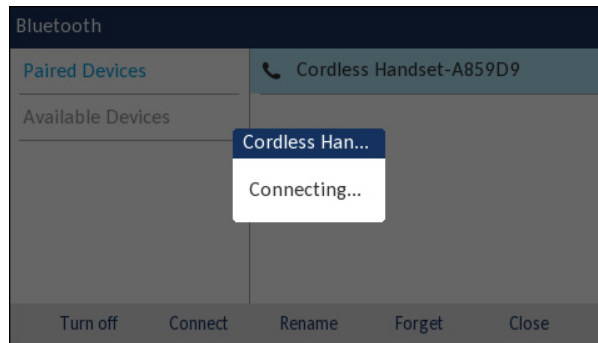 Bluetooth
Paired Devices
Cordless Handset-A859D9
Available Devices
Cordless Han...
Connecting...
Turn off Connect Rename Forget Close